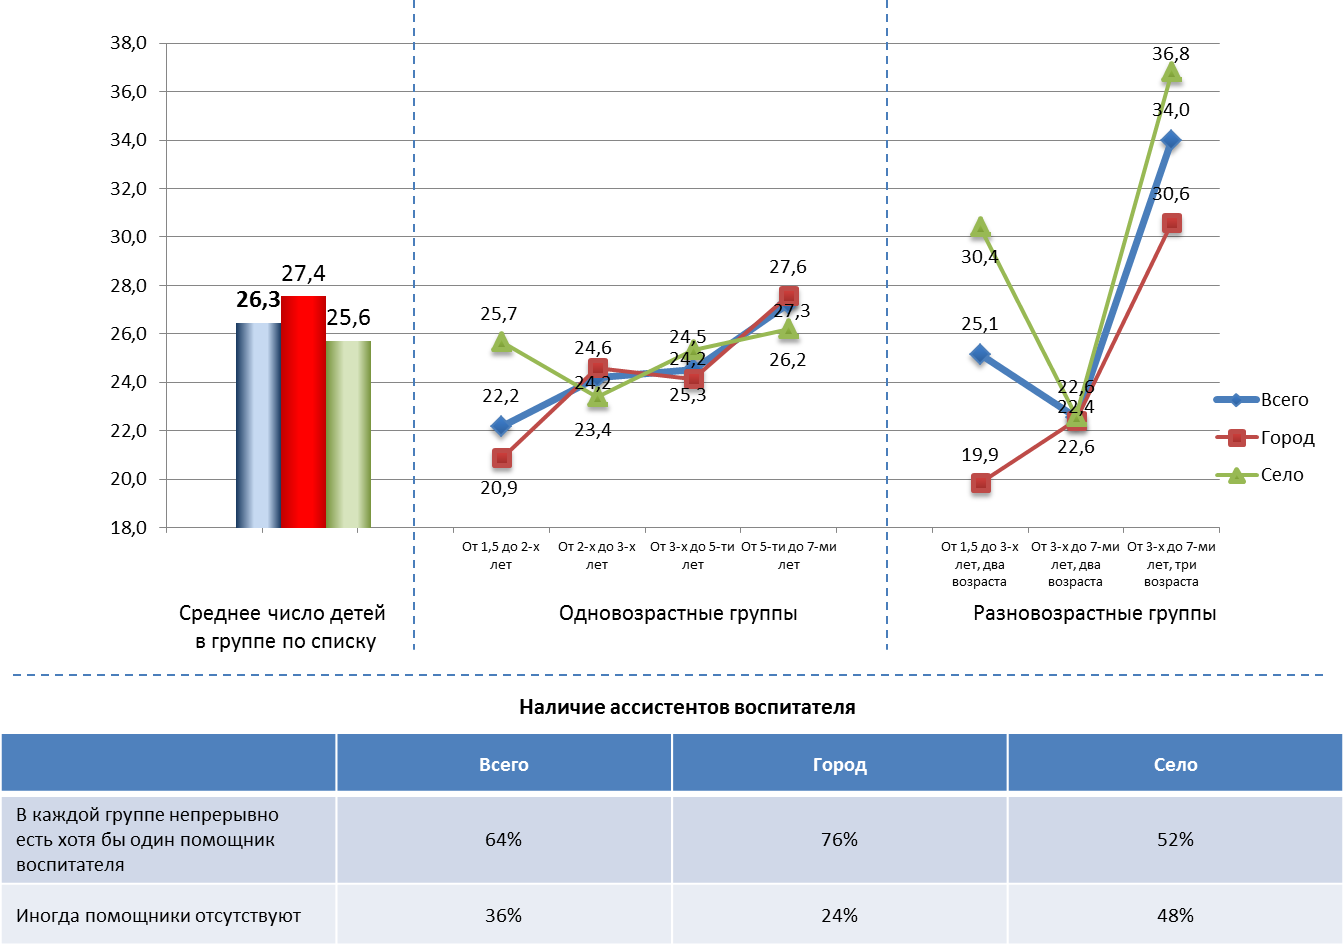 38,0
36,0
34,0
32,0
30,0
28,0
26,0
24,0
22,0
20,0
18,0
26,3
27,4
25,6
25,7
22,2
20,9
24,6
24,2
23,4
24,5
24,2
25,3
27,6
27,3
26,2
30,4
25,1
19,9
22,6
22,4
22,6
36,8
34,0
30,6
Всего
Город
Село
От 1,5 до 2-х
лет
От 2-х до 3-х
лет
От 3-х до 5-ти
лет
От 5-ти до 7-ми
лет
От 1,5 до 3-х
лет, два
возраста
От 3-х до 7-ми
лет, два
возраста
От 3-х до 7-ми
лет, три
возраста
Среднее число детей
в группе по списку
Одновозрастные группы
Разновозрастные группы
Наличие ассистентов воспитателя
Всего
Город
Село
В каждой группе непрерывно
есть хотя бы один помощник
воспитателя
64%
76%
52%
Иногда помощники отсутствуют
36%
24%
48%